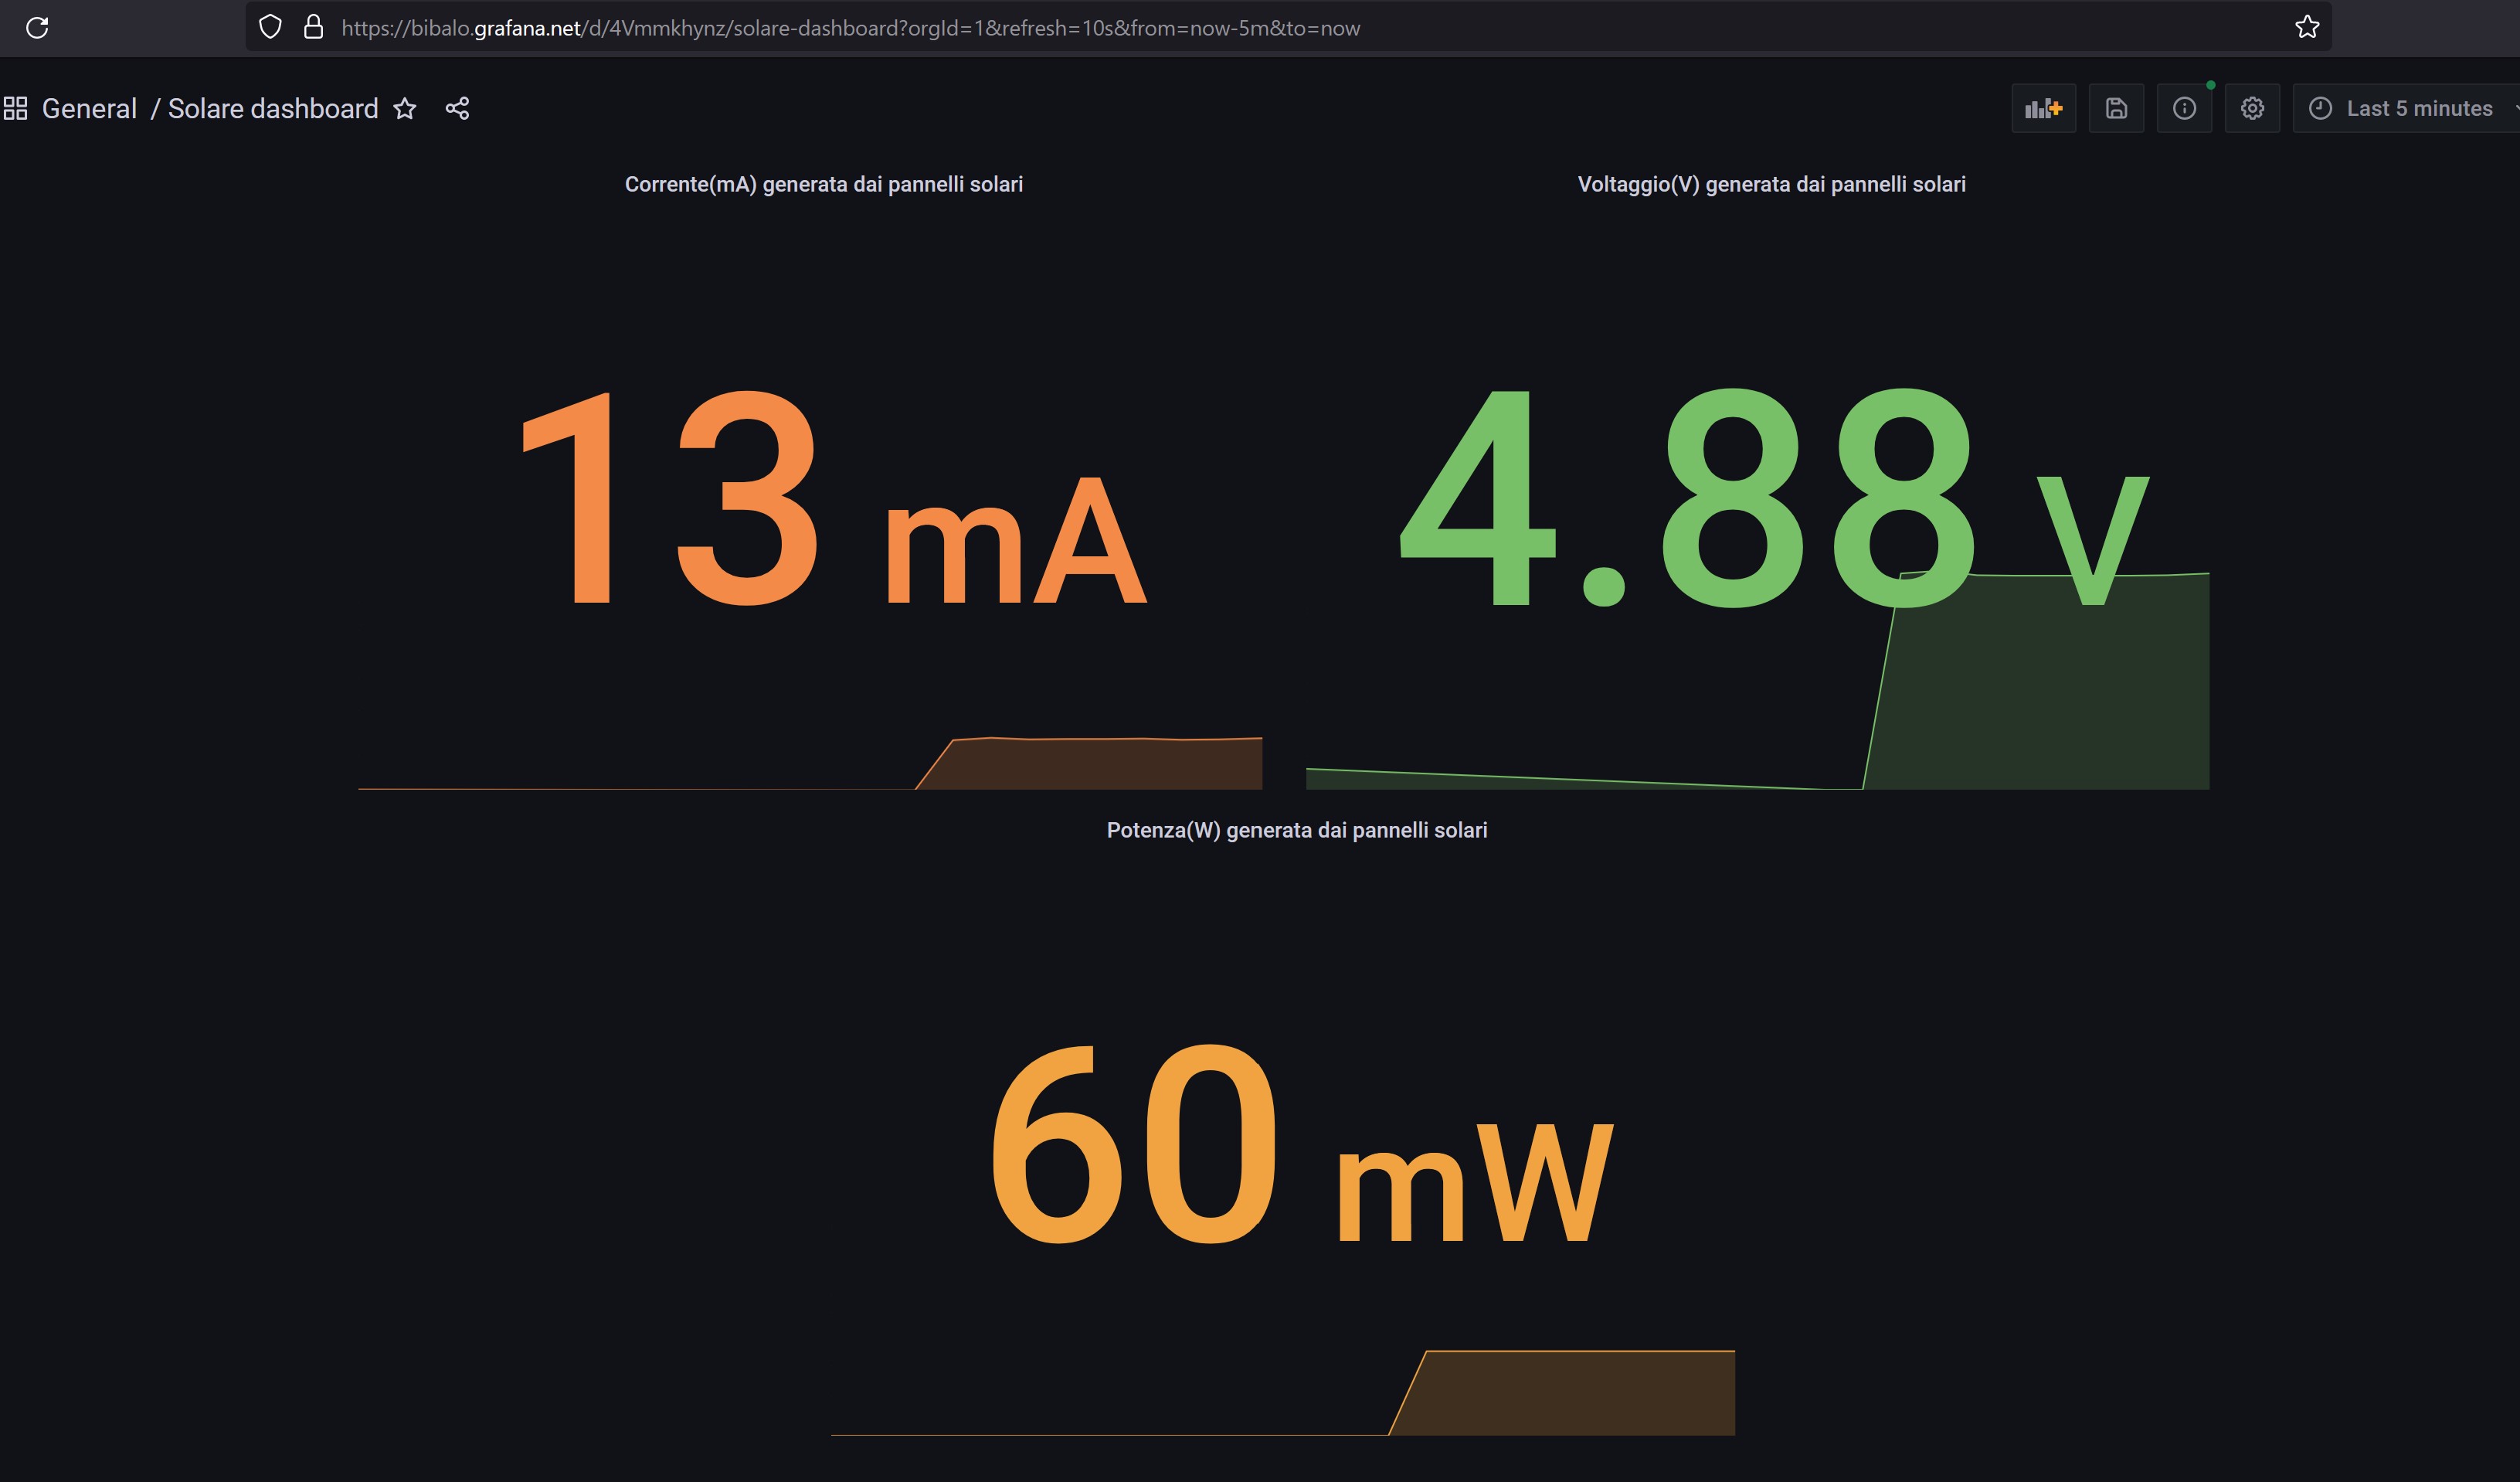 https://bibalo.grafana.net/d/4Vmmkhynz/solare-dashboard?orgId=1&refresh=10s&from=now-5m&to=now
General / Solare dashboard
Last 5 minutes
Corrente(mA) generata dai pannelli solari
13 mA
Voltaggio(V) generata dai pannelli solari
4.88 V
Potenza(W) generata dai pannelli solari
60 mW